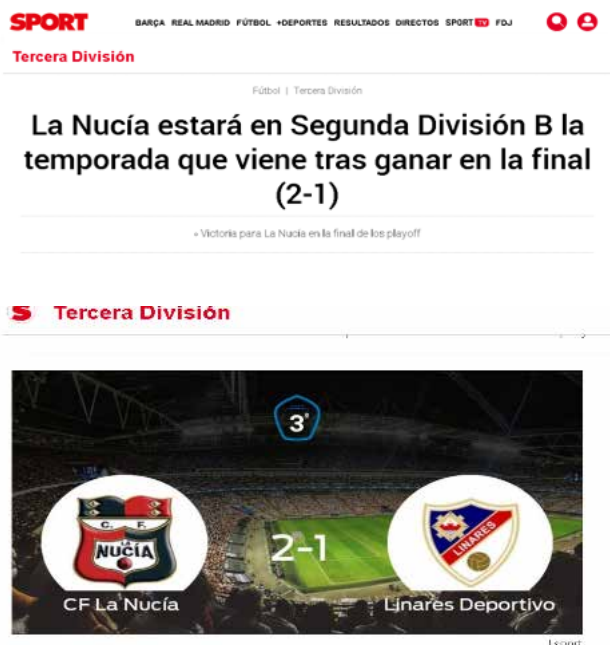 SPORT
BARÇA REAL MADRID FÚTBOL +DEPORTES RESULTADOS DIRECTOS SPORT TV FDJ
Tercera División
Fútbol | Tercera División
La Nucía estará en Segunda División B la
temporada que viene tras ganar en la final
(2-1)
» Victoria para La Nucía en la final de los playoff
S Tercera División
3ª
C. F.
LA
NUCÍA
LINARES
2-1
CF La Nucía
Linares Deportivo